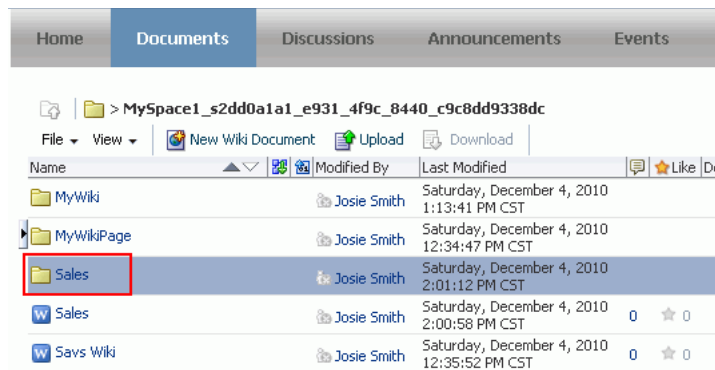 Home Documents Discussions Announcements Events
> MySpace1_s2dd0a1a1_e931_4f9c_8440_c9c8dd9338dc
File View New Wiki Document Upload Download
Name Modified By Last Modified Like
MyWiki Josie Smith Saturday, December 4, 2010
1:13:41 PM CST
MyWikiPage Josie Smith Saturday, December 4, 2010
12:34:47 PM CST
Sales Josie Smith Saturday, December 4, 2010
2:01:12 PM CST
W Sales Josie Smith Saturday, December 4, 2010
2:00:58 PM CST 0 0
W Savs Wiki Josie Smith Saturday, December 4, 2010
12:35:52 PM CST 0 0